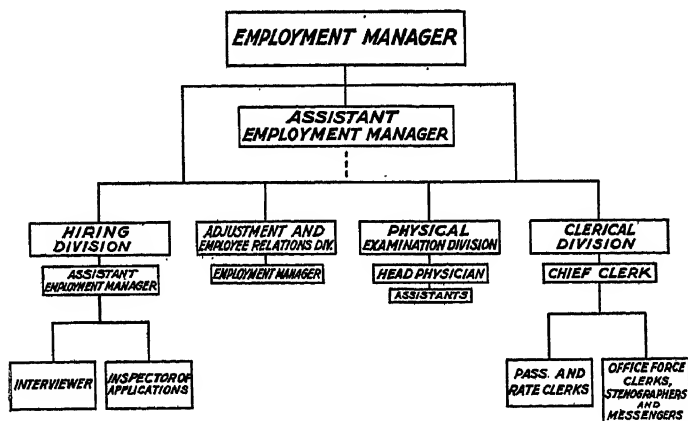 EMPLOYMENT MANAGER
ASSISTANT
EMPLOYMENT MANAGER
HIRING
DIVISION
ADJUSTMENT AND
EMPLOYEE RELATIONS DIV.
PHYSICAL
EXAMINATION DIVISION
CLERICAL
DIVISION
ASSISTANT
EMPLOYMENT MANAGER
EMPLOYMENT MANAGER
HEAD PHYSICIAN
ASSISTANTS
CHIEF CLERK
INTERVIEWER
INSPECTOR OF
APPLICATIONS
PASS. AND
RATE CLERKS
OFFICE FORCE
CLERKS,
STENOGRAPHERS
AND
MESSENGERS